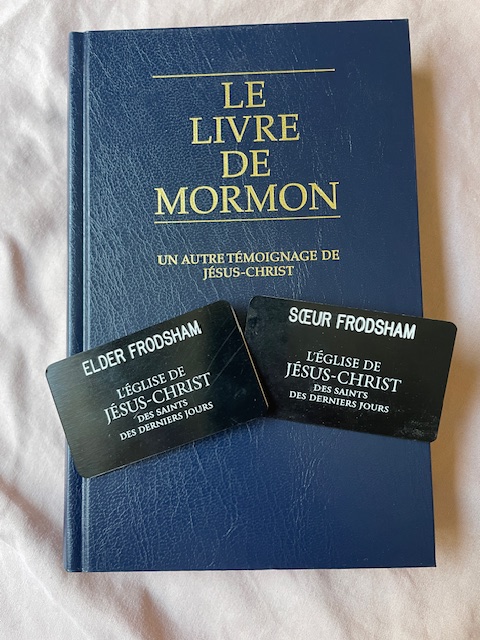 LE
LIVRE
DE
MORMON
UN AUTRE TÉMOIGNAGE DE
JÉSUS-CHRIST
ELDER FRODSHAM
L'ÉGLISE DE
JÉSUS-CHRIST
DES SAINTS
DES DERNIERS JOURS
SŒUR FRODSHAM
L'ÉGLISE DE
JÉSUS-CHRIST
DES SAINTS
DES DERNIERS JOURS